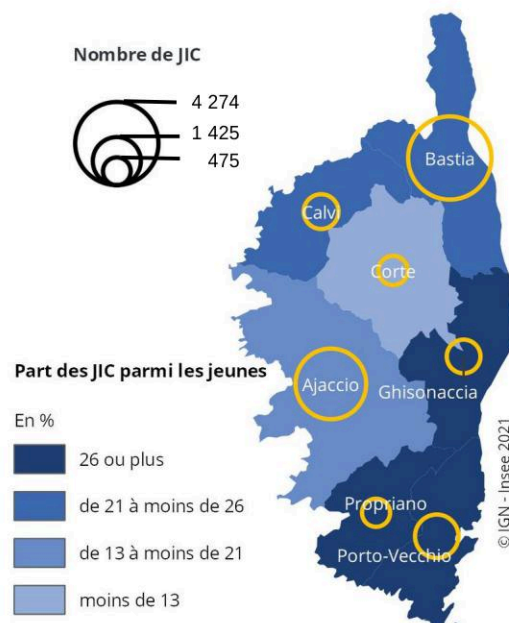 Nombre de JIC
4 274
1 425
475
Bastia
Calvi
Corte
Part des JIC parmi les jeunes
Ajaccio
Ghisonaccia
En %
26 ou plus
de 21 à moins de 26
de 13 à moins de 21
moins de 13
Propriano
Porto-Vecchio
© IGN - Insee 2021